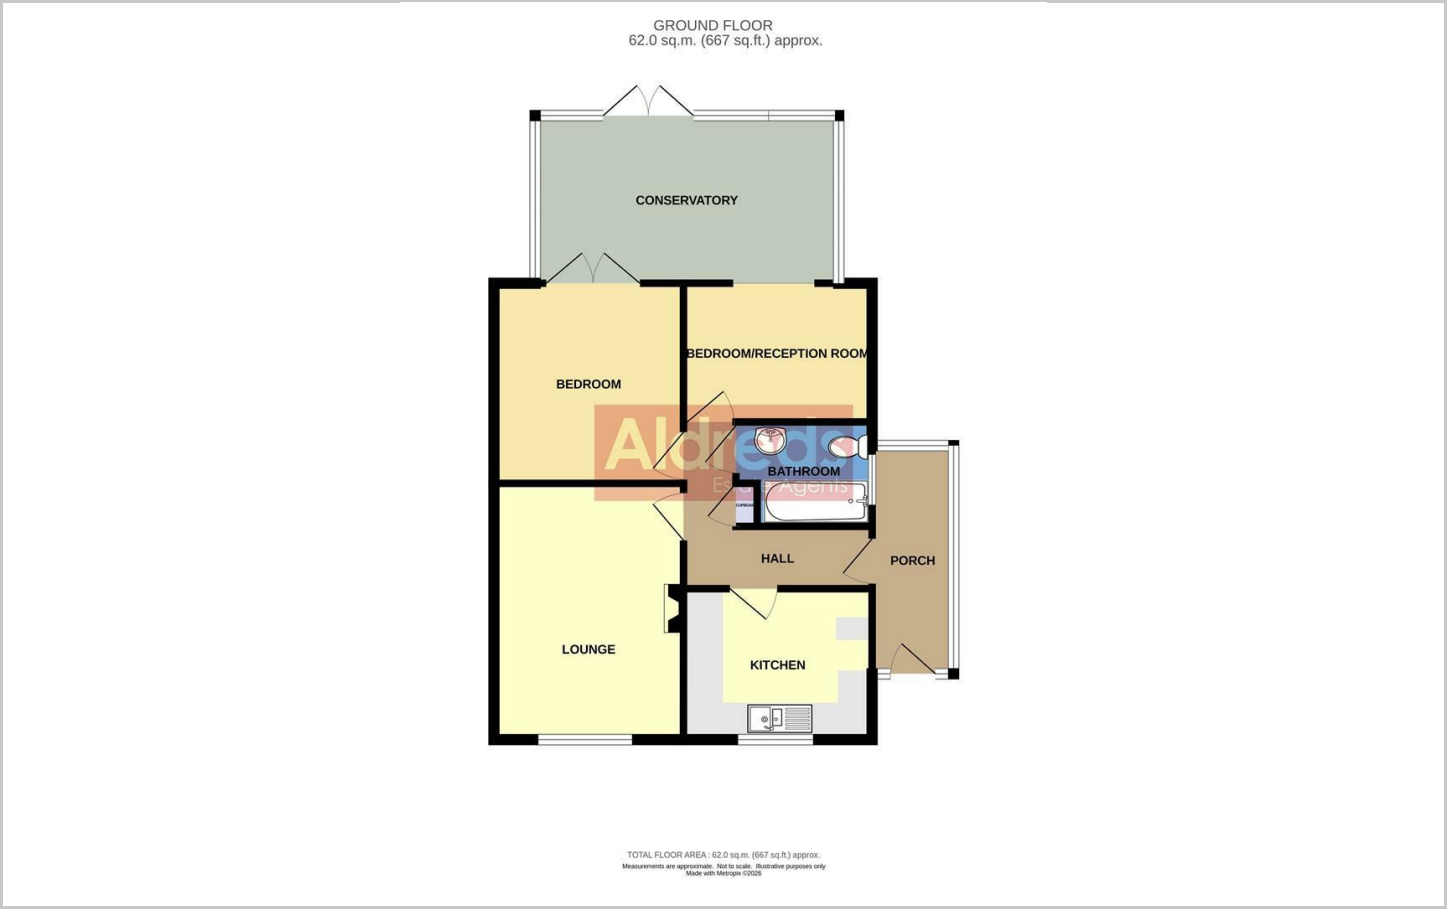 GROUND FLOOR
62.0 sq.m. (667 sq.ft.) approx.
CONSERVATORY
BEDROOM/RECEPTION ROOM
BEDROOM
Aldreds
Estate Agents
BATHROOM
CUPBOARD
HALL
PORCH
LOUNGE
KITCHEN
TOTAL FLOOR AREA : 62.0 sq.m. (667 sq.ft.) approx.
Measurements are approximate. Not to scale. Illustrative purposes only
Made with Metropix ©2026